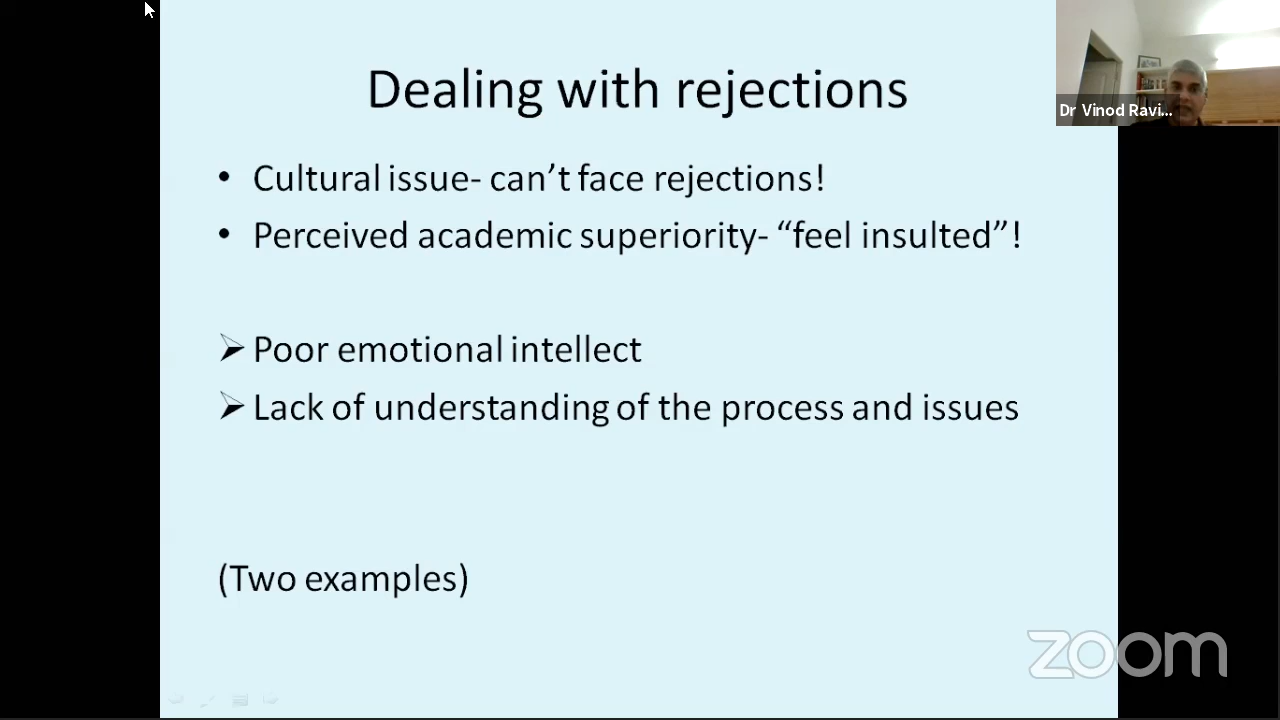 Dealing with rejections
Dr Vinod Ravi...
• Cultural issue- can’t face rejections!
• Perceived academic superiority- “feel insulted”!
➢ Poor emotional intellect
➢ Lack of understanding of the process and issues
(Two examples)
zoom